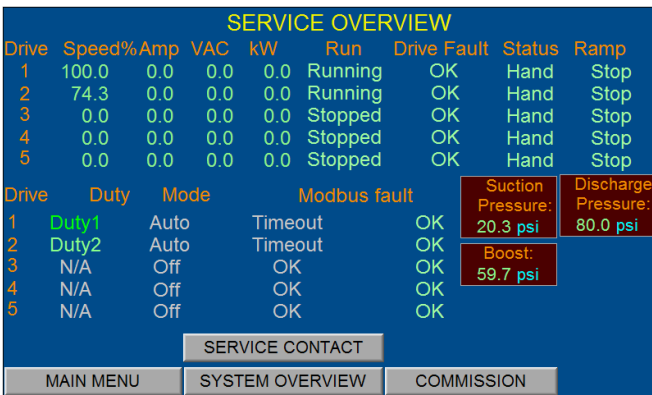 SERVICE OVERVIEW
Drive Speed% Amp VAC kW Run Drive Fault Status Ramp
1 100.0 0.0 0.0 0.0 Running OK Hand Stop
2 74.3 0.0 0.0 0.0 Running OK Hand Stop
3 0.0 0.0 0.0 0.0 Stopped OK Hand Stop
4 0.0 0.0 0.0 0.0 Stopped OK Hand Stop
5 0.0 0.0 0.0 0.0 Stopped OK Hand Stop
Drive Duty Mode Modbus fault
1 Duty1 Auto Timeout OK
2 Duty2 Auto Timeout OK
3 N/A Off OK OK
4 N/A Off OK OK
5 N/A Off OK OK
Suction
Pressure:
20.3 psi
Discharge
Pressure:
80.0 psi
Boost:
59.7 psi
SERVICE CONTACT
MAIN MENU SYSTEM OVERVIEW COMMISSION